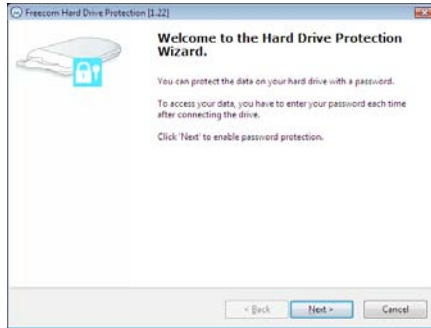 Freecom Hard Drive Protection [1.22]
Welcome to the Hard Drive Protection
Wizard.
You can protect the data on your hard drive with a password.
To access your data, you have to enter your password each time
after connecting the drive.
Click 'Next' to enable password protection.
< Back
Next >
Cancel